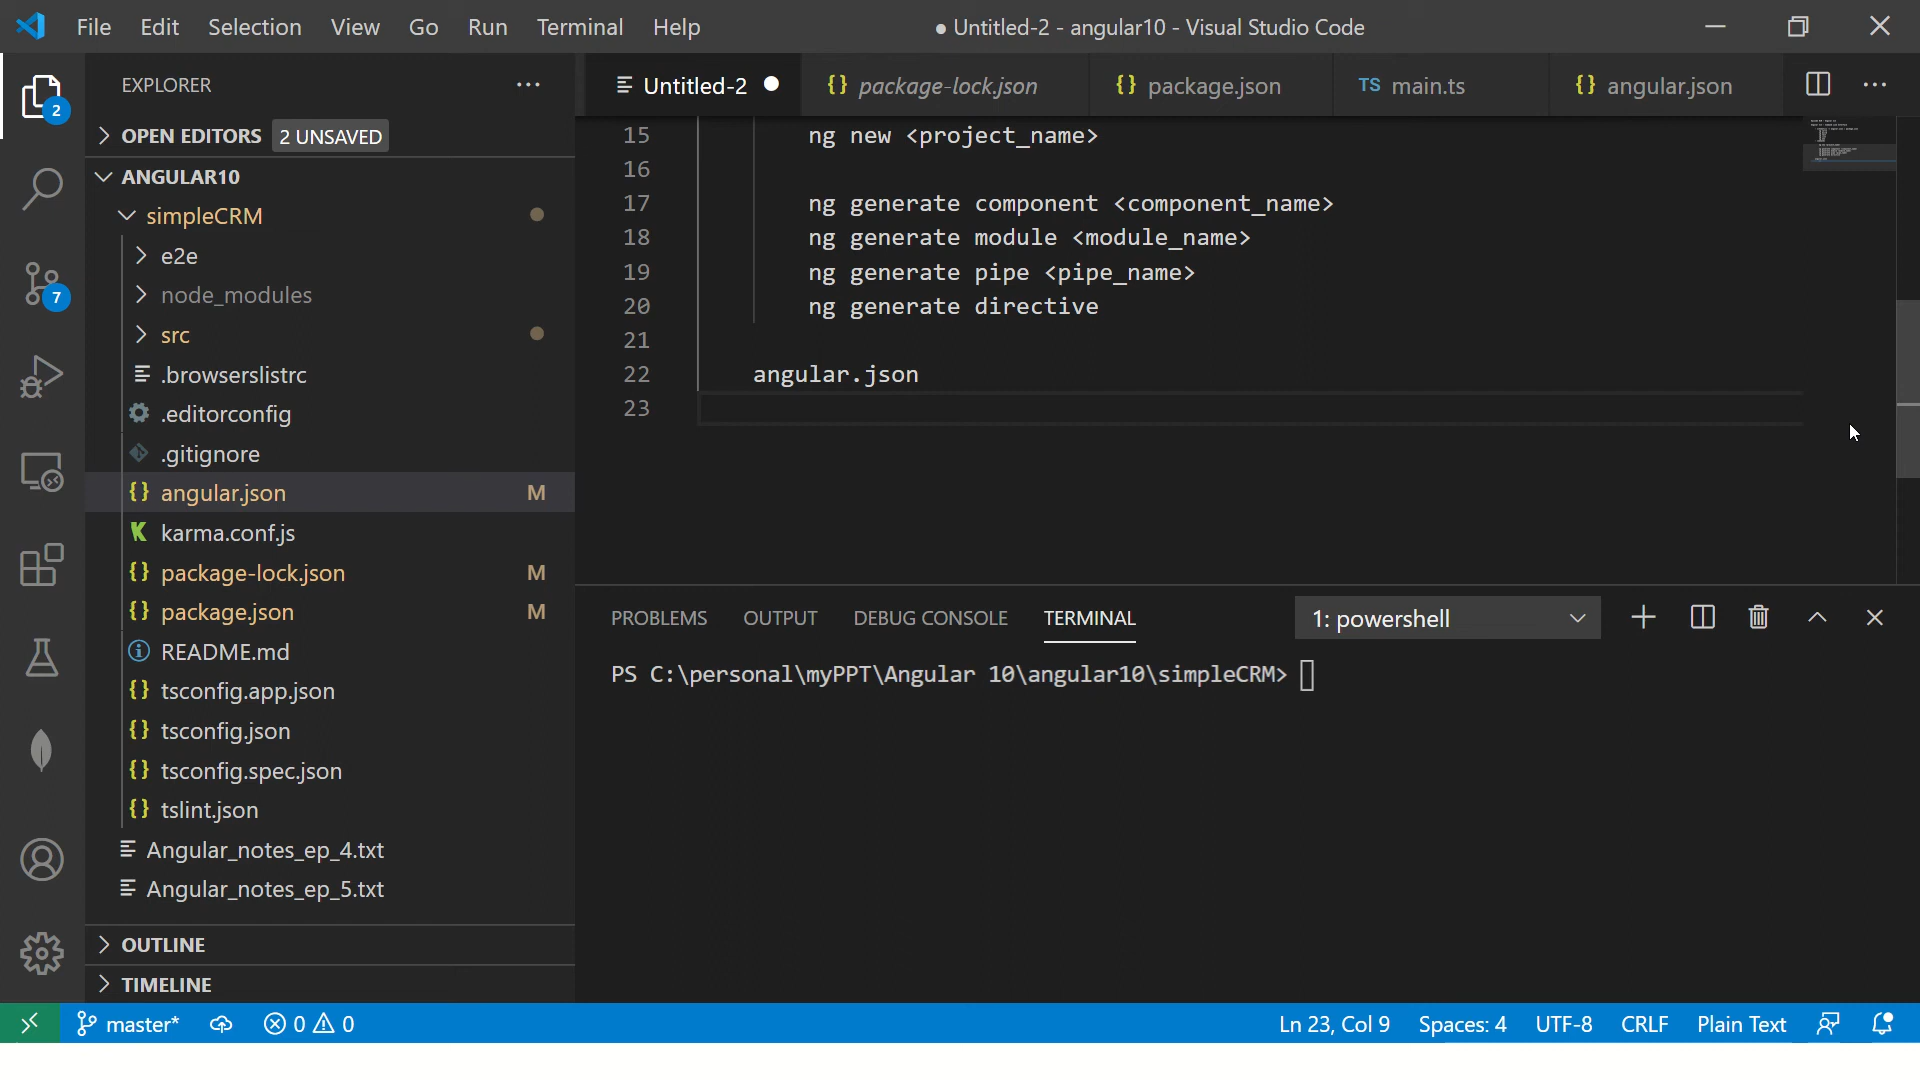 File Edit Selection View Go Run Terminal Help ● Untitled-2 - angular10 - Visual Studio Code
EXPLORER
Untitled-2 package-lock.json package.json TS main.ts angular.json
2
OPEN EDITORS 2 UNSAVED
ANGULAR10
simpleCRM
e2e
node_modules
7
src
.browserslistrc
.editorconfig
.gitignore
angular.json M
karma.conf.js
package-lock.json M
package.json M
README.md
tsconfig.app.json
tsconfig.json
tsconfig.spec.json
tslint.json
Angular_notes_ep_4.txt
Angular_notes_ep_5.txt
OUTLINE
TIMELINE
15 ng new <project_name>
16
17 ng generate component <component_name>
18 ng generate module <module_name>
19 ng generate pipe <pipe_name>
20 ng generate directive
21
22 angular.json
23
PROBLEMS OUTPUT DEBUG CONSOLE TERMINAL 1: powershell
PS C:\personal\myPPT\Angular 10\angular10\simpleCRM>
master* 0 0 Ln 23, Col 9 Spaces: 4 UTF-8 CRLF Plain Text